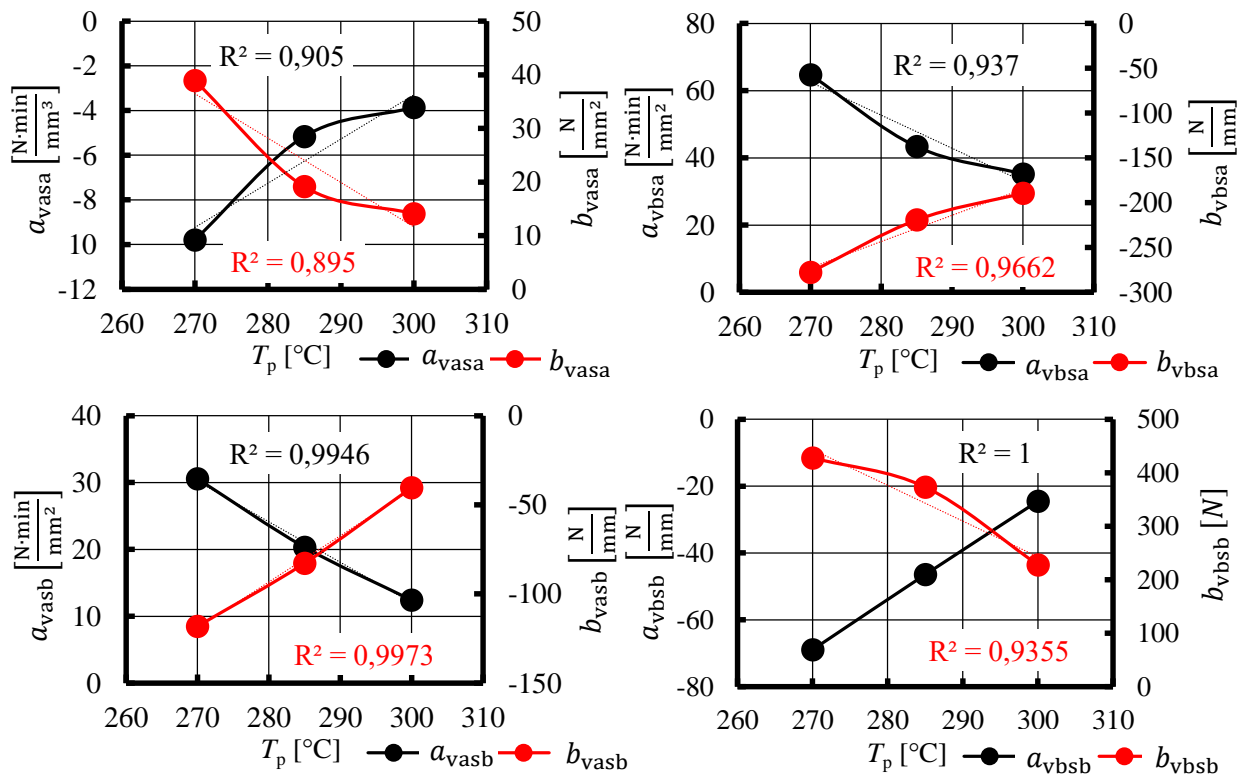 0
-2
-4
-6
-8
-10
-12
50
40
30
20
10
0
260 270 280 290 300 310
R² = 0,905
R² = 0,895
a_vasa [N·min/mm³]
b_vasa [N/mm²]
T_p [°C] a_vasa b_vasa
80
60
40
20
0
0
-50
-100
-150
-200
-250
-300
260 270 280 290 300 310
R² = 0,937
R² = 0,9662
a_vbsa [N·min/mm²]
b_vbsa [N/mm]
T_p [°C] a_vbsa b_vbsa
40
30
20
10
0
0
-50
-100
-150
260 270 280 290 300 310
R² = 0,9946
R² = 0,9973
a_vasb [N·min/mm²]
b_vasb [N/mm]
T_p [°C] a_vasb b_vasb
0
-20
-40
-60
-80
500
400
300
200
100
0
260 270 280 290 300 310
R² = 1
R² = 0,9355
a_vbsb [N/mm]
b_vbsb [N]
T_p [°C] a_vbsb b_vbsb